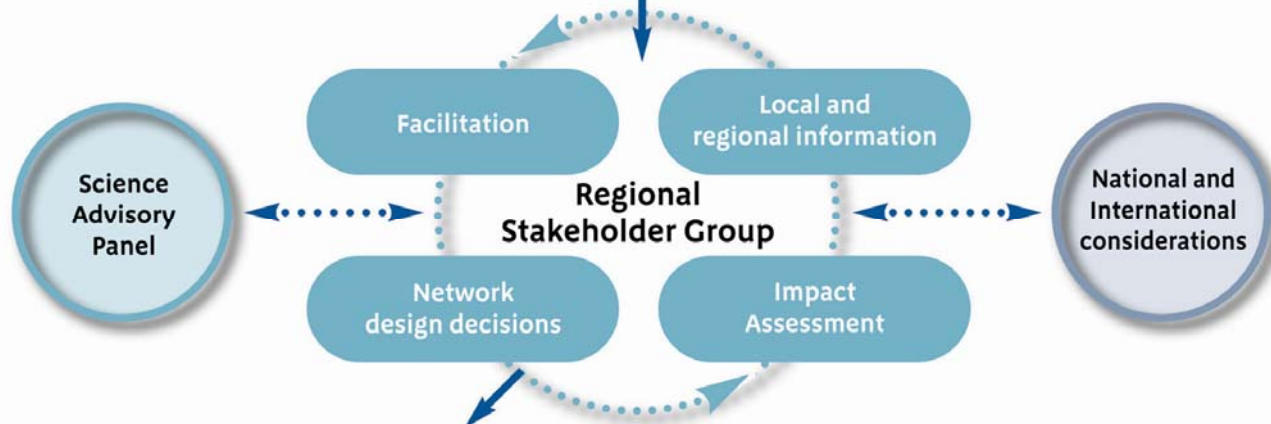 Facilitation
Local and
regional information
Science
Advisory
Panel
Regional
Stakeholder Group
National and
International
considerations
Network
design decisions
Impact
Assessment